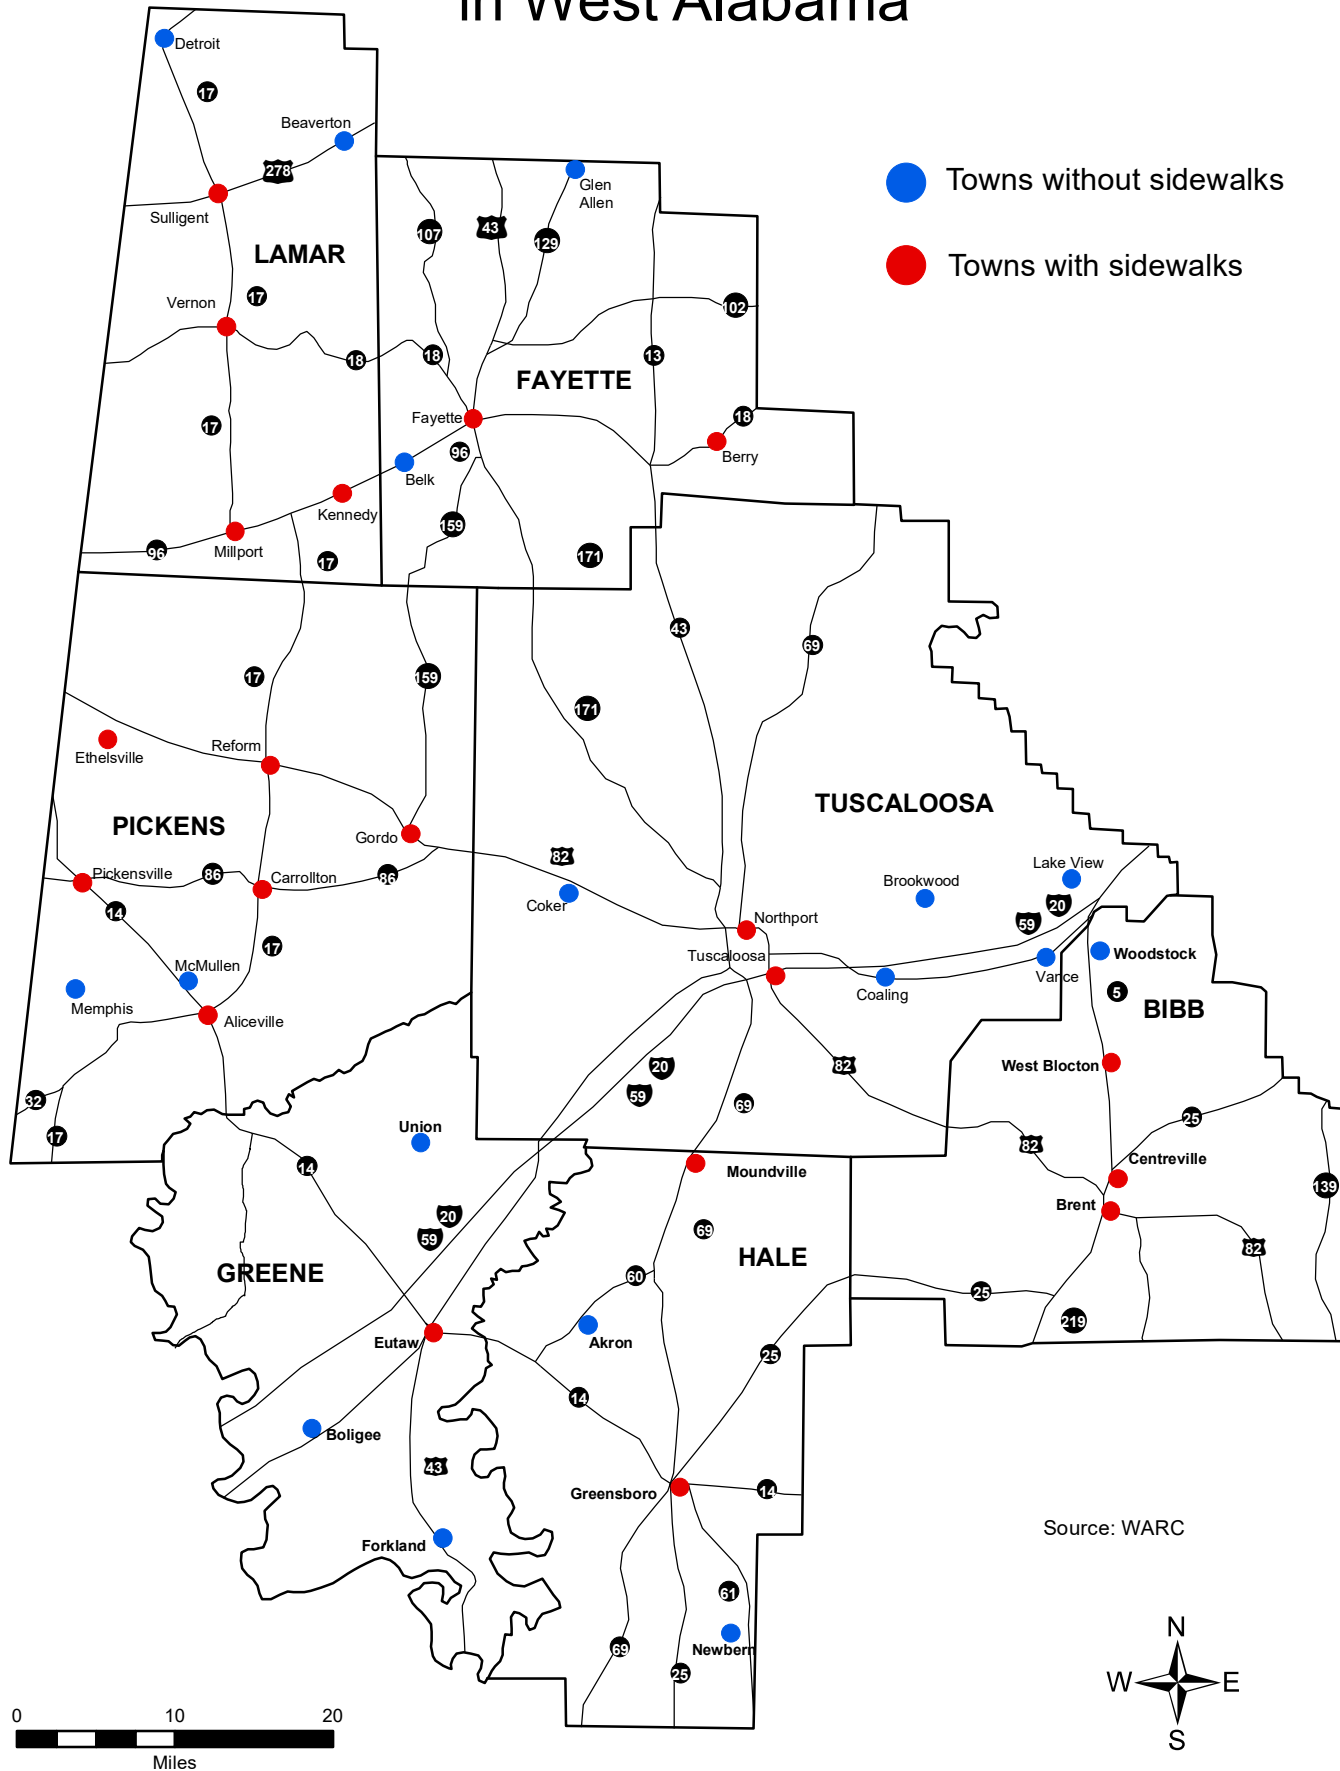 in West Alabama
Detroit
17
Beaverton
278
Sulligent
LAMAR
17
Vernon
18
17
Kennedy
Millport
96
17
Glen
Allen
107
43
129
102
13
18
FAYETTE
Fayette
96
Belk
18
Berry
159
171
Towns without sidewalks
Towns with sidewalks
43
69
17
159
171
Ethelsville
Reform
PICKENS
Gordo
Pickensville
86
Carrollton
86
14
17
McMullen
Memphis
Aliceville
32
17
TUSCALOOSA
82
Coker
Brookwood
Lake View
20
59
Northport
Tuscaloosa
Coaling
Vance
20
59
69
82
Woodstock
5
BIBB
West Blocton
25
82
Centreville
Brent
139
82
25
219
Union
14
20
59
GREENE
Eutaw
Boligee
43
Forkland
Moundville
69
HALE
60
Akron
25
14
Greensboro
14
61
69
Newbern
25
Source: WARC
N
W
E
S
0
10
20
Miles